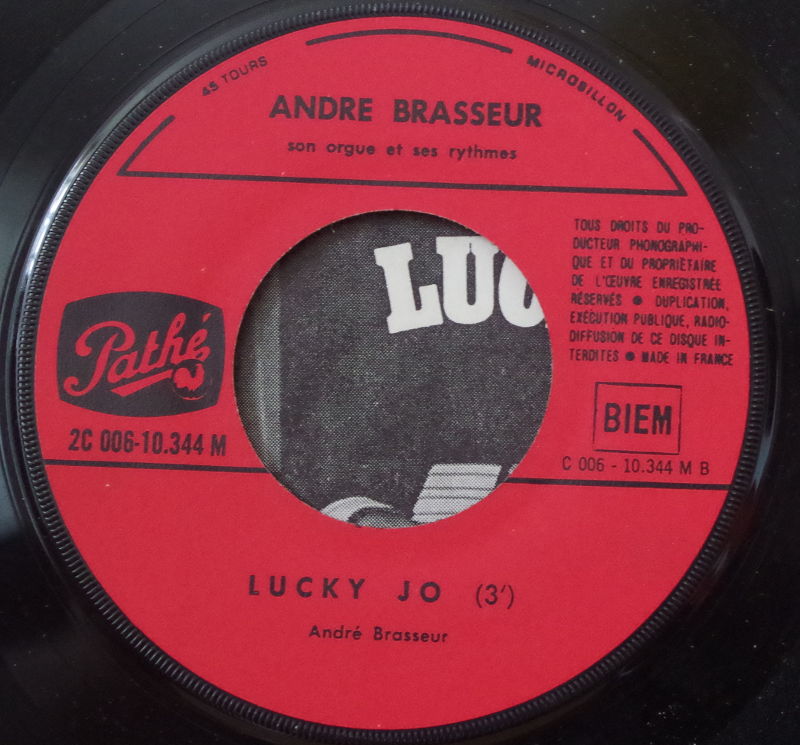 45 TOURS
MICROSILLON
ANDRE BRASSEUR
son orgue et ses rythmes
LUC
TOUS DROITS DU PRO-
DUCTEUR PHONOGRAPHI-
QUE ET DU PROPRIÉTAIRE
DE L'ŒUVRE ENREGISTRÉE
RÉSERVÉS ● DUPLICATION,
EXÉCUTION PUBLIQUE, RADIO-
DIFFUSION DE CE DISQUE IN-
TERDITES ● MADE IN FRANCE
Pathé
2C 006-10.344 M
BIEM
C 006 - 10.344 M B
LUCKY JO (3')
André Brasseur